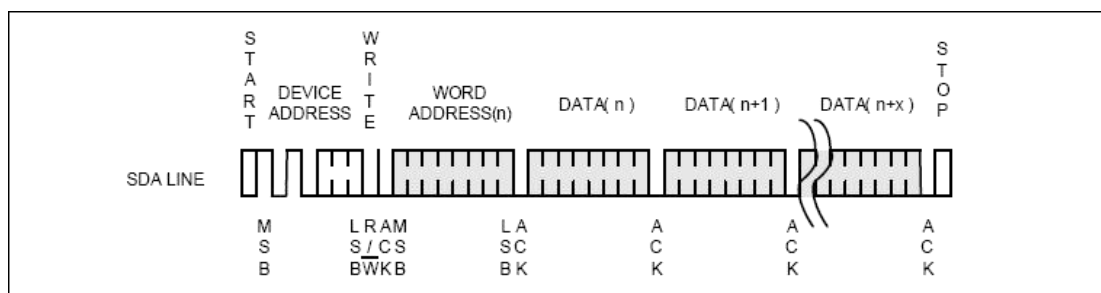 START
WRITE
STOP
DEVICE
ADDRESS
WORD
ADDRESS(n)
DATA( n )
DATA( n+1 )
DATA( n+x )
SDA LINE
MSB
LSB
R/W
ACK
MSB
LSB
ACK
ACK
ACK
ACK